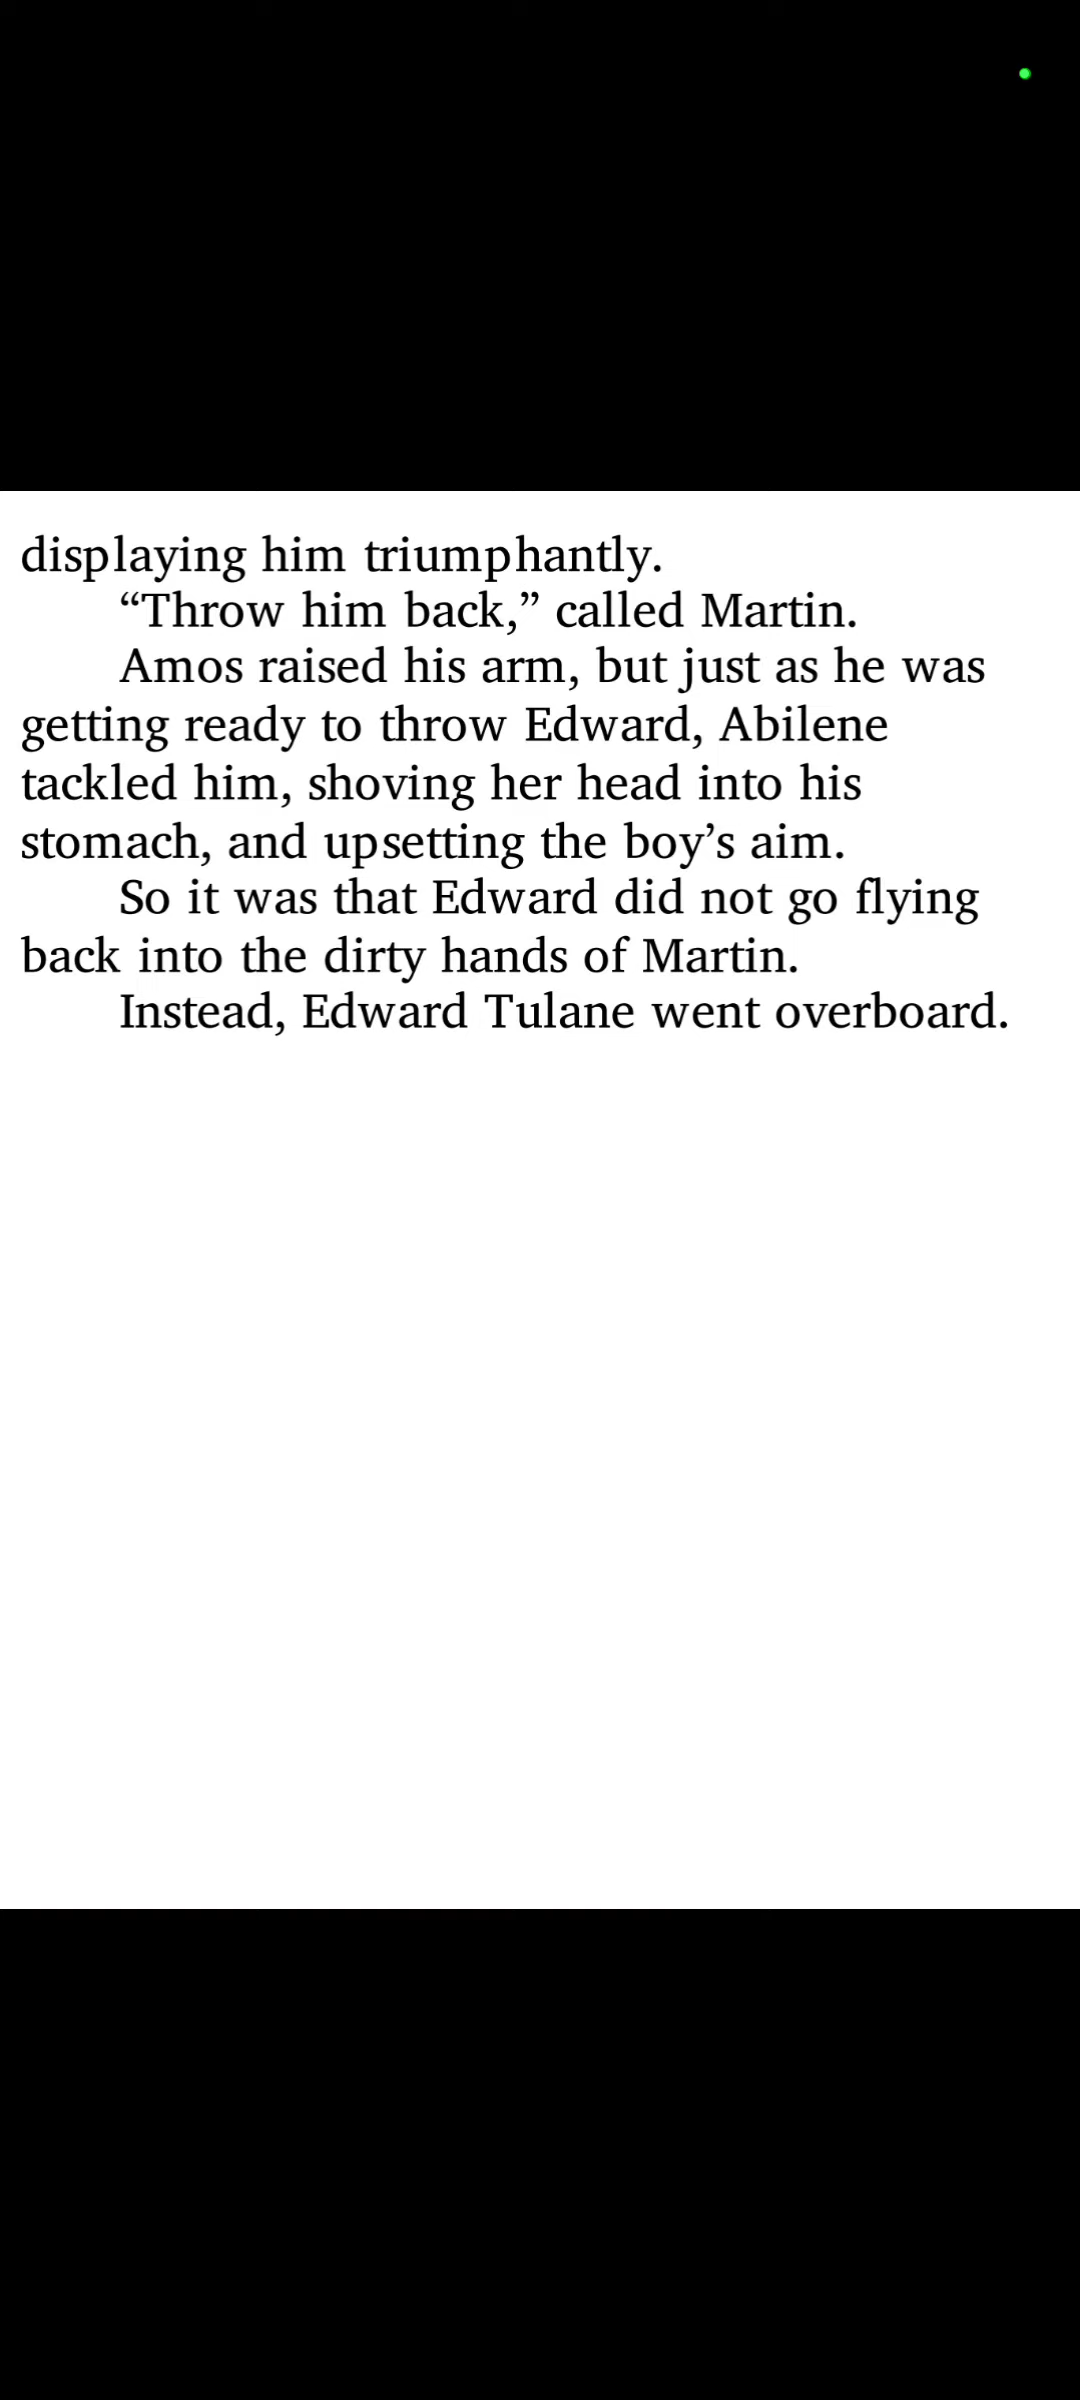 displaying him triumphantly.
“Throw him back,” called Martin.
Amos raised his arm, but just as he was
getting ready to throw Edward, Abilene
tackled him, shoving her head into his
stomach, and upsetting the boy’s aim.
So it was that Edward did not go flying
back into the dirty hands of Martin.
Instead, Edward Tulane went overboard.